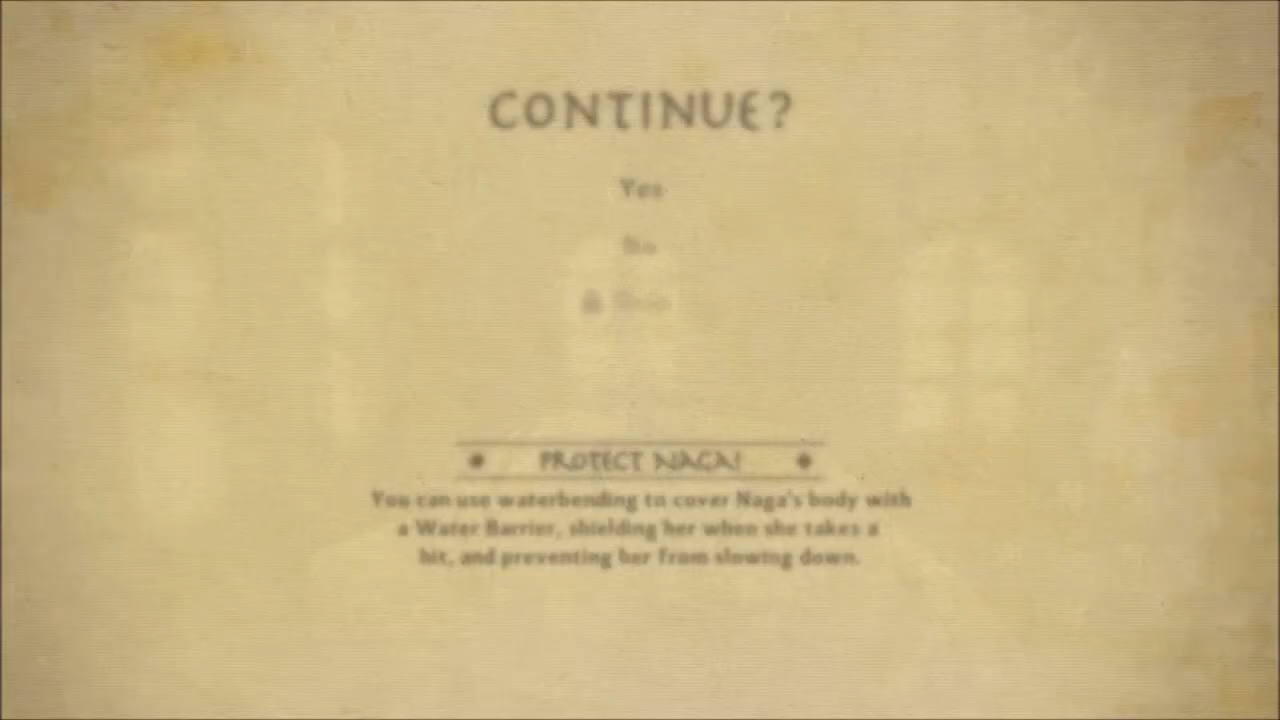 CONTINUE?
Yes
No
PROTECT NAGA!
You can use waterbending to cover Naga's body with
a Water Barrier, shielding her when she takes a
hit, and preventing her from slowing down.